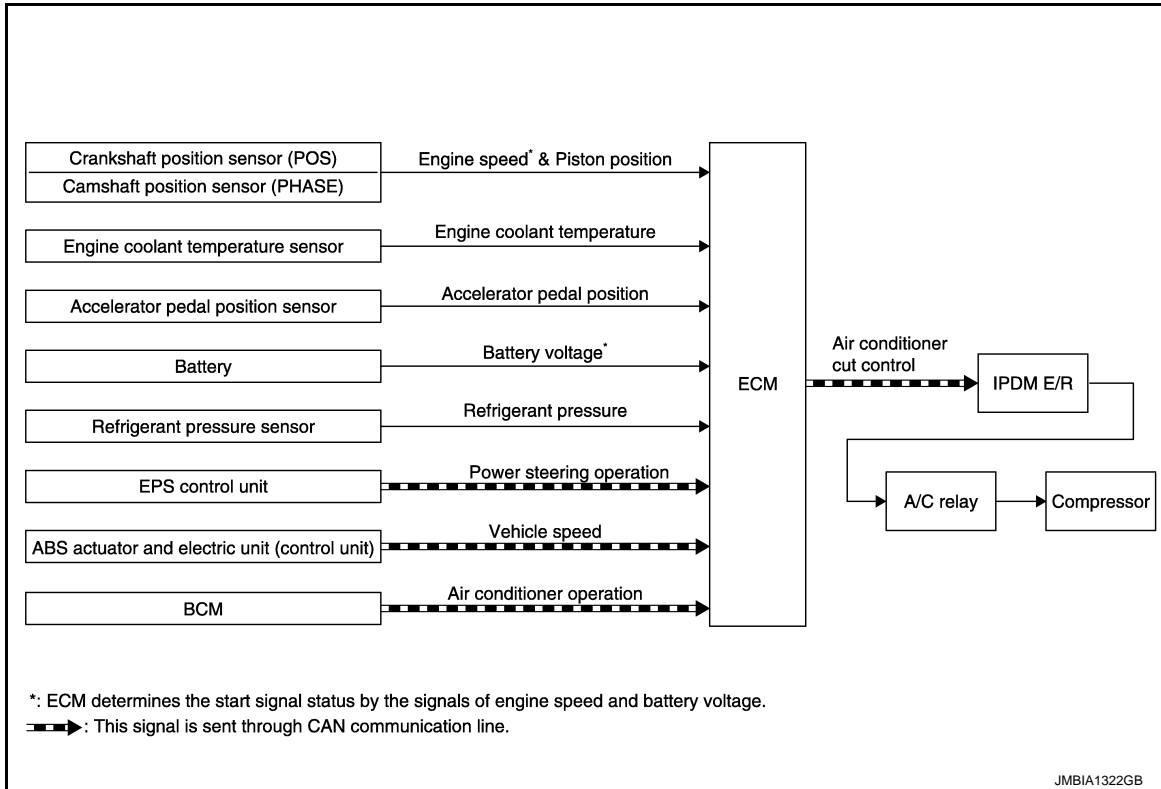 Crankshaft position sensor (POS)
Camshaft position sensor (PHASE)
Engine speed* & Piston position
Engine coolant temperature sensor
Engine coolant temperature
Accelerator pedal position sensor
Accelerator pedal position
Battery
Battery voltage*
Refrigerant pressure sensor
Refrigerant pressure
EPS control unit
Power steering operation
ABS actuator and electric unit (control unit)
Vehicle speed
BCM
Air conditioner operation
ECM
Air conditioner
cut control
IPDM E/R
A/C relay
Compressor
*: ECM determines the start signal status by the signals of engine speed and battery voltage.
: This signal is sent through CAN communication line.
JMBIA1322GB